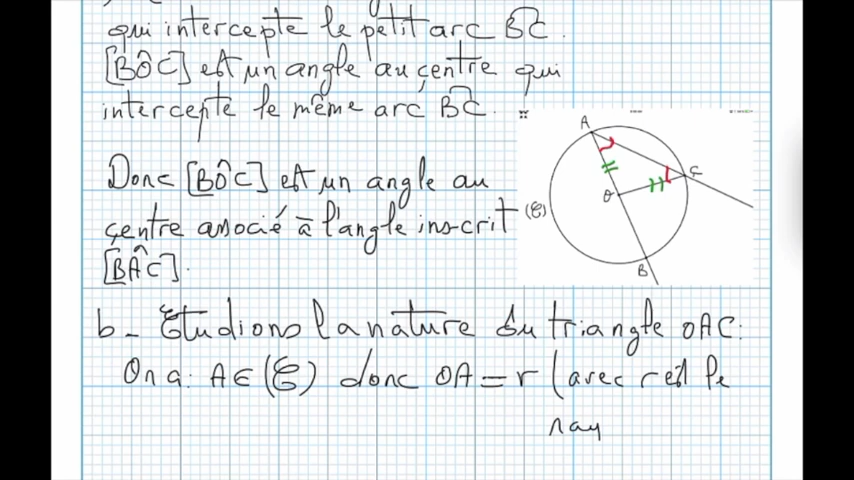 qui intercepte le petit arc BC.
[BÔC] est un angle au centre qui
intercepte le même arc BC.
Donc [BÔC] est un angle au
centre associé à l'angle inscrit
[BÂC].
A
C
O
(C)
B
b- Etudions la nature du triangle OAC:
On a: A∈(C) donc OA = r (avec r est le
ray